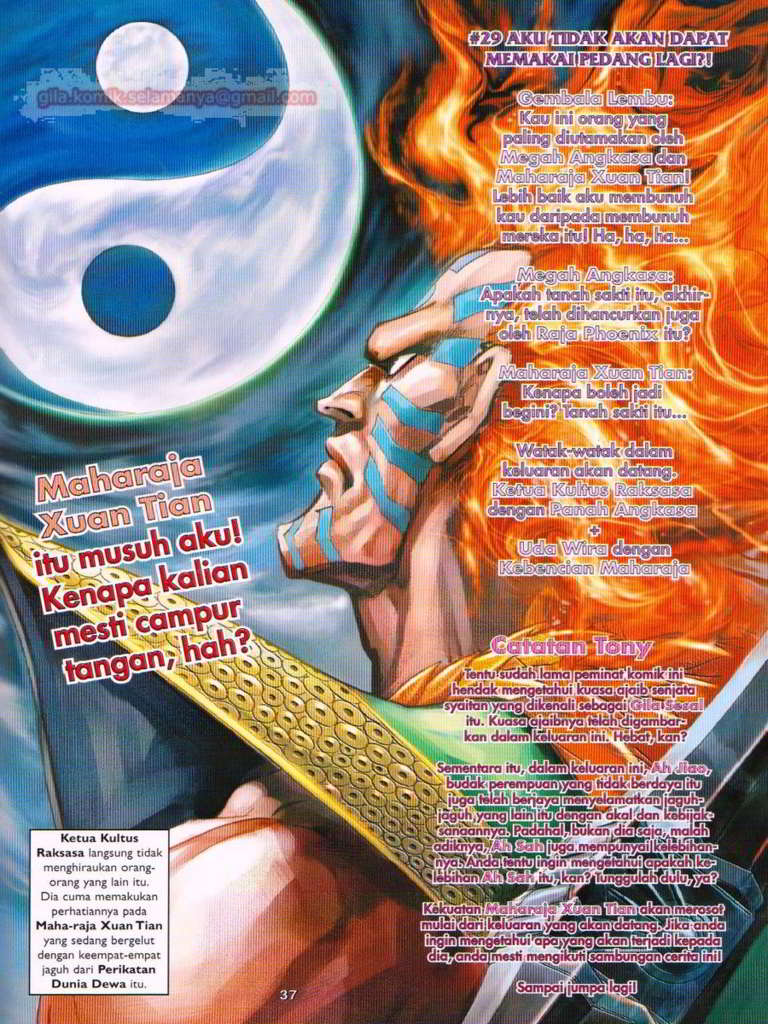 #29 AKU TIDAK AKAN DAPAT
MEMAKAI PEDANG LAGI?!
gila.komik.selamanya@gmail.com
Gembala Lembu:
Kau ini orang yang
paling diutamakan oleh
Megah Angkasa dan
Maharaja Xuan Tian!
Lebih baik aku membunuh
kau daripada membunuh
mereka itu! Ha, ha, ha...
Megah Angkasa:
Apakah tanah sakti itu, akhir-
nya, telah dihancurkan juga
oleh Raja Phoenix itu?
Maharaja Xuan Tian:
Kenapa boleh jadi
begini? Tanah sakti itu...
Watak-watak dalam
keluaran akan datang.
Ketua Kultus Raksasa
dengan Panah Angkasa
+
Uda Wira dengan
Kebencian Maharaja
Maharaja
Xuan Tian
itu musuh aku!
Kenapa kalian
mesti campur
tangan, hah?
Catatan Tony
Tentu sudah lama peminat komik ini
hendak mengetahui kuasa ajaib senjata
syaitan yang dikenali sebagai Gila Sesal
itu. Kuasa ajaibnya telah digambar-
kan dalam keluaran ini. Hebat, kan?
Sementara itu, dalam keluaran ini, Ah Jiao,
budak perempuan yang tidak berdaya itu
juga telah berjaya menyelamatkan jaguh-
jaguh yang lain itu dengan akal dan kebijak-
sanaannya. Padahal, bukan dia saja, malah
adiknya, Ah San juga mempunyai kelebihan-
nya. Anda tentu ingin mengetahui apakah ke-
lebihan Ah San itu, kan? Tunggulah dulu, ya?
Kekuatan Maharaja Xuan Tian akan merosot
mulai dari keluaran yang akan datang. Jika anda
ingin mengetahui apa yang akan terjadi kepada
dia, anda mesti mengikuti sambungan cerita ini!
Sampai jumpa lagi!
Ketua Kultus
Raksasa langsung tidak
menghiraukan orang-
orang yang lain itu.
Dia cuma memakukan
perhatiannya pada
Maha-raja Xuan Tian
yang sedang bergelut
dengan keempat-empat
jaguh dari Perikatan
Dunia Dewa itu.
37